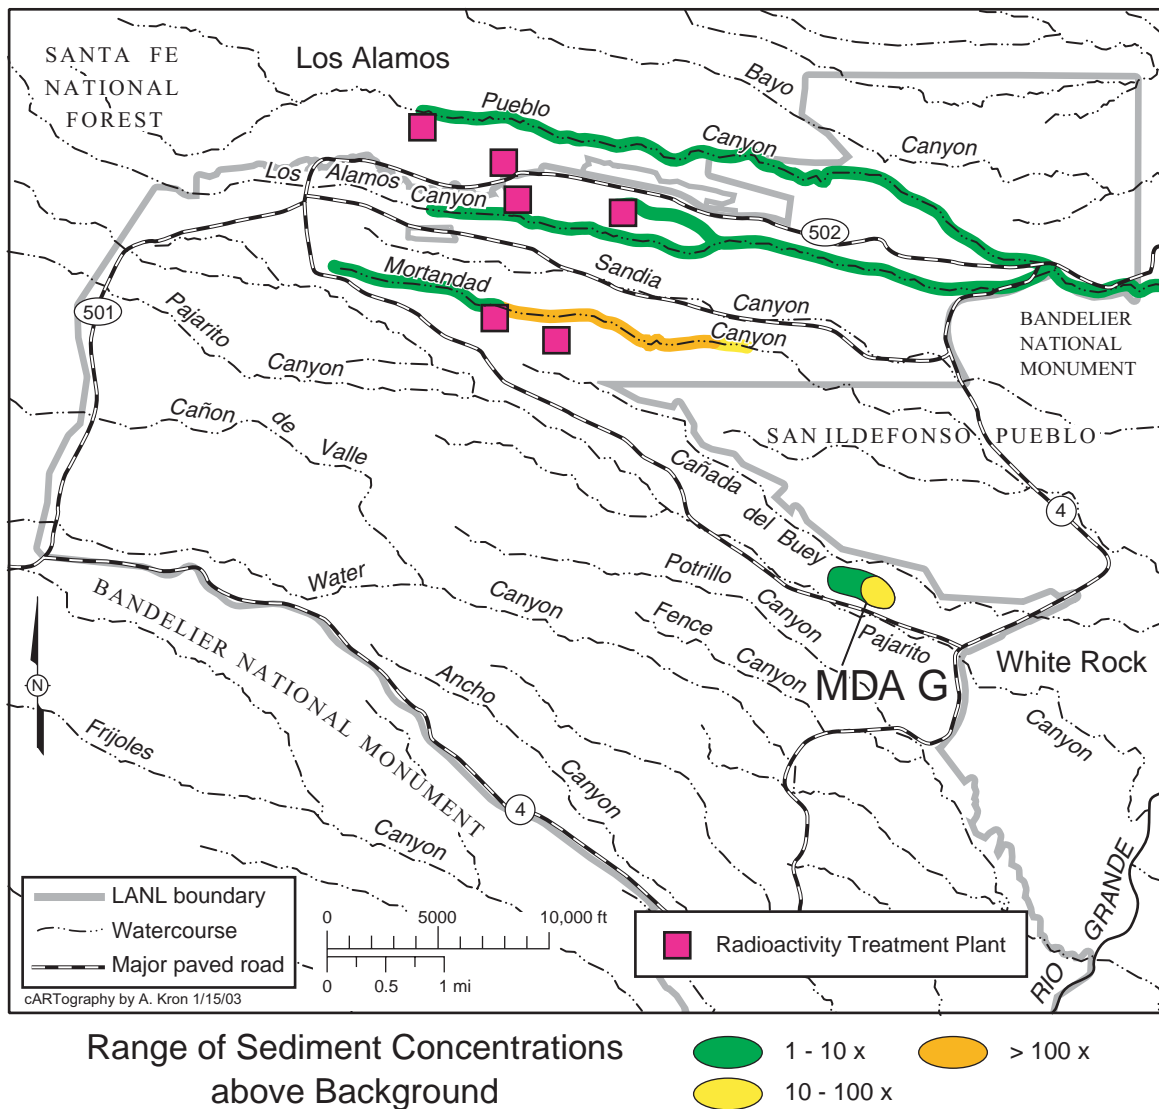 SANTA FE
NATIONAL
FOREST
Los Alamos
Bayo
Canyon
Pueblo
Canyon
Los Alamos
Canyon
502
Sandia
Canyon
Mortandad
Canyon
501
Pajarito
Canyon
BANDELIER
NATIONAL
MONUMENT
Cañon
de
Valle
SAN ILDEFONSO PUEBLO
Cañada
del Buey
4
Water
Canyon
Potrillo
Canyon
Fence
Canyon
Pajarito
White Rock
MDA G
Canyon
BANDELIER NATIONAL MONUMENT
N
Ancho
Canyon
Frijoles
Canyon
4
RIO GRANDE
LANL boundary
Watercourse
Major paved road
cARTography by A. Kron 1/15/03
0 5000 10,000 ft
0 0.5 1 mi
Radioactivity Treatment Plant
Range of Sediment Concentrations
above Background
1 - 10 x
> 100 x
10 - 100 x